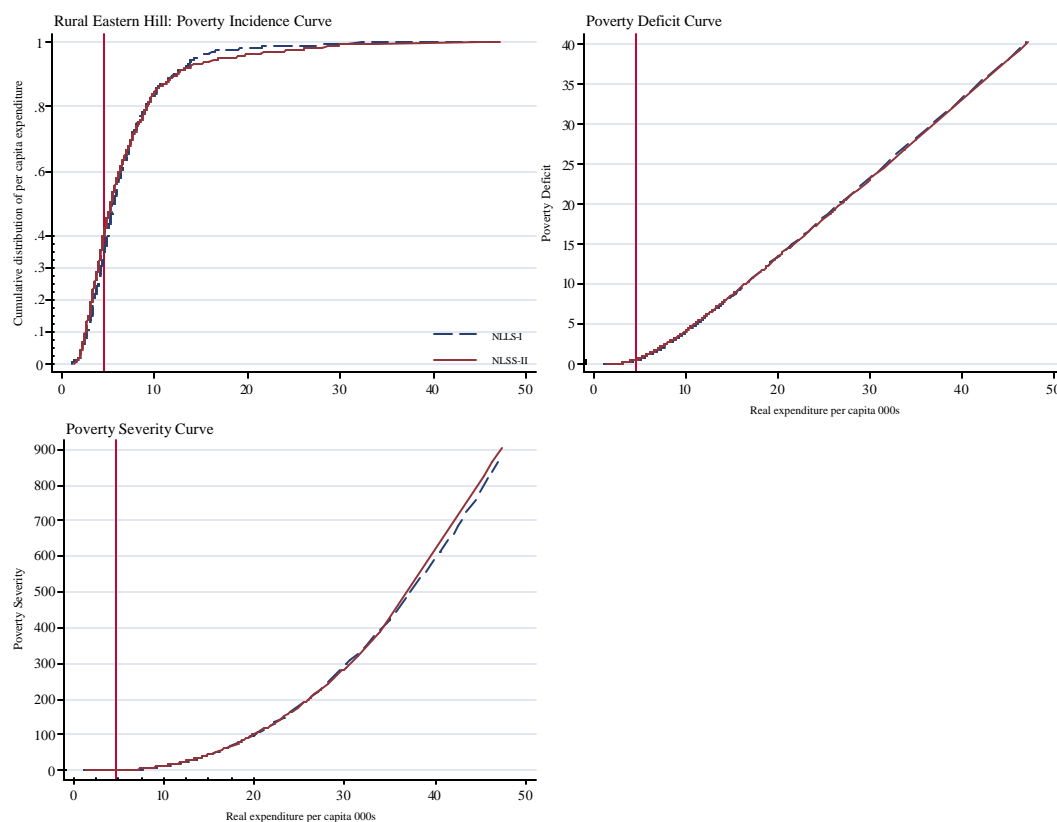 Rural Eastern Hill: Poverty Incidence Curve
Cumulative distribution of per capita expenditure
1
.8
.6
.4
.3
.2
.1
0
0 10 20 30 40 50
NLLS-I
NLSS-II
Poverty Deficit Curve
Poverty Deficit
40
35
30
25
20
15
10
5
0
0 10 20 30 40 50
Real expenditure per capita 000s
Poverty Severity Curve
Poverty Severity
900
800
700
600
500
400
300
200
100
0
0 10 20 30 40 50
Real expenditure per capita 000s